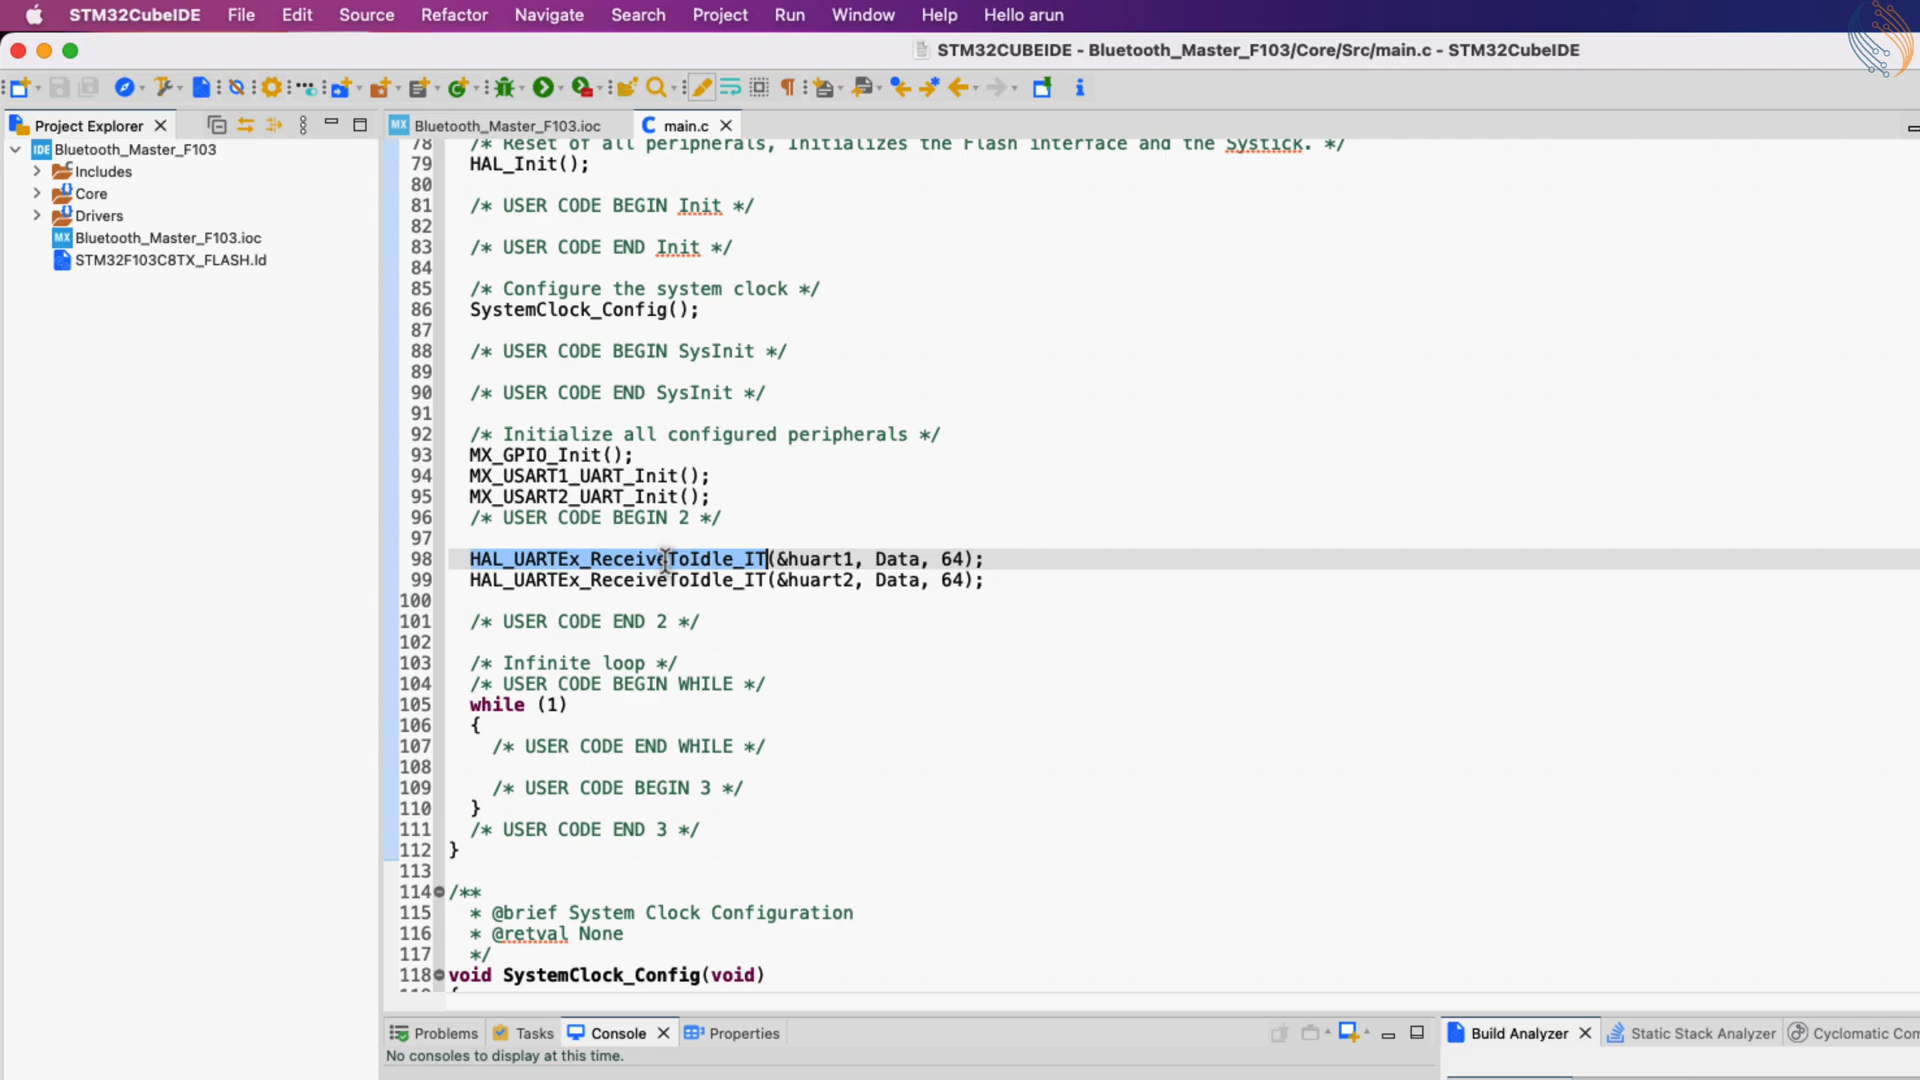 STM32CubeIDE File Edit Source Refactor Navigate Search Project Run Window Help Hello arun
STM32CUBEIDE - Bluetooth_Master_F103/Core/Src/main.c - STM32CubeIDE
Project Explorer
MX Bluetooth_Master_F103.ioc
main.c
IDE Bluetooth_Master_F103
Includes
Core
Drivers
MX Bluetooth_Master_F103.ioc
STM32F103C8TX_FLASH.ld
78 /* Reset of all peripherals, Initializes the Flash interface and the Systick. */
79 HAL_Init();
80
81 /* USER CODE BEGIN Init */
82
83 /* USER CODE END Init */
84
85 /* Configure the system clock */
86 SystemClock_Config();
87
88 /* USER CODE BEGIN SysInit */
89
90 /* USER CODE END SysInit */
91
92 /* Initialize all configured peripherals */
93 MX_GPIO_Init();
94 MX_USART1_UART_Init();
95 MX_USART2_UART_Init();
96 /* USER CODE BEGIN 2 */
97
98 HAL_UARTEx_ReceiveToIdle_IT(&huart1, Data, 64);
99 HAL_UARTEx_ReceiveToIdle_IT(&huart2, Data, 64);
100
101 /* USER CODE END 2 */
102
103 /* Infinite loop */
104 /* USER CODE BEGIN WHILE */
105 while (1)
106 {
107 /* USER CODE END WHILE */
108
109 /* USER CODE BEGIN 3 */
110 }
111 /* USER CODE END 3 */
112 }
113
114 /**
115 * @brief System Clock Configuration
116 * @retval None
117 */
118 void SystemClock_Config(void)
Problems Tasks Console Properties
No consoles to display at this time.
Build Analyzer Static Stack Analyzer Cyclomatic Com